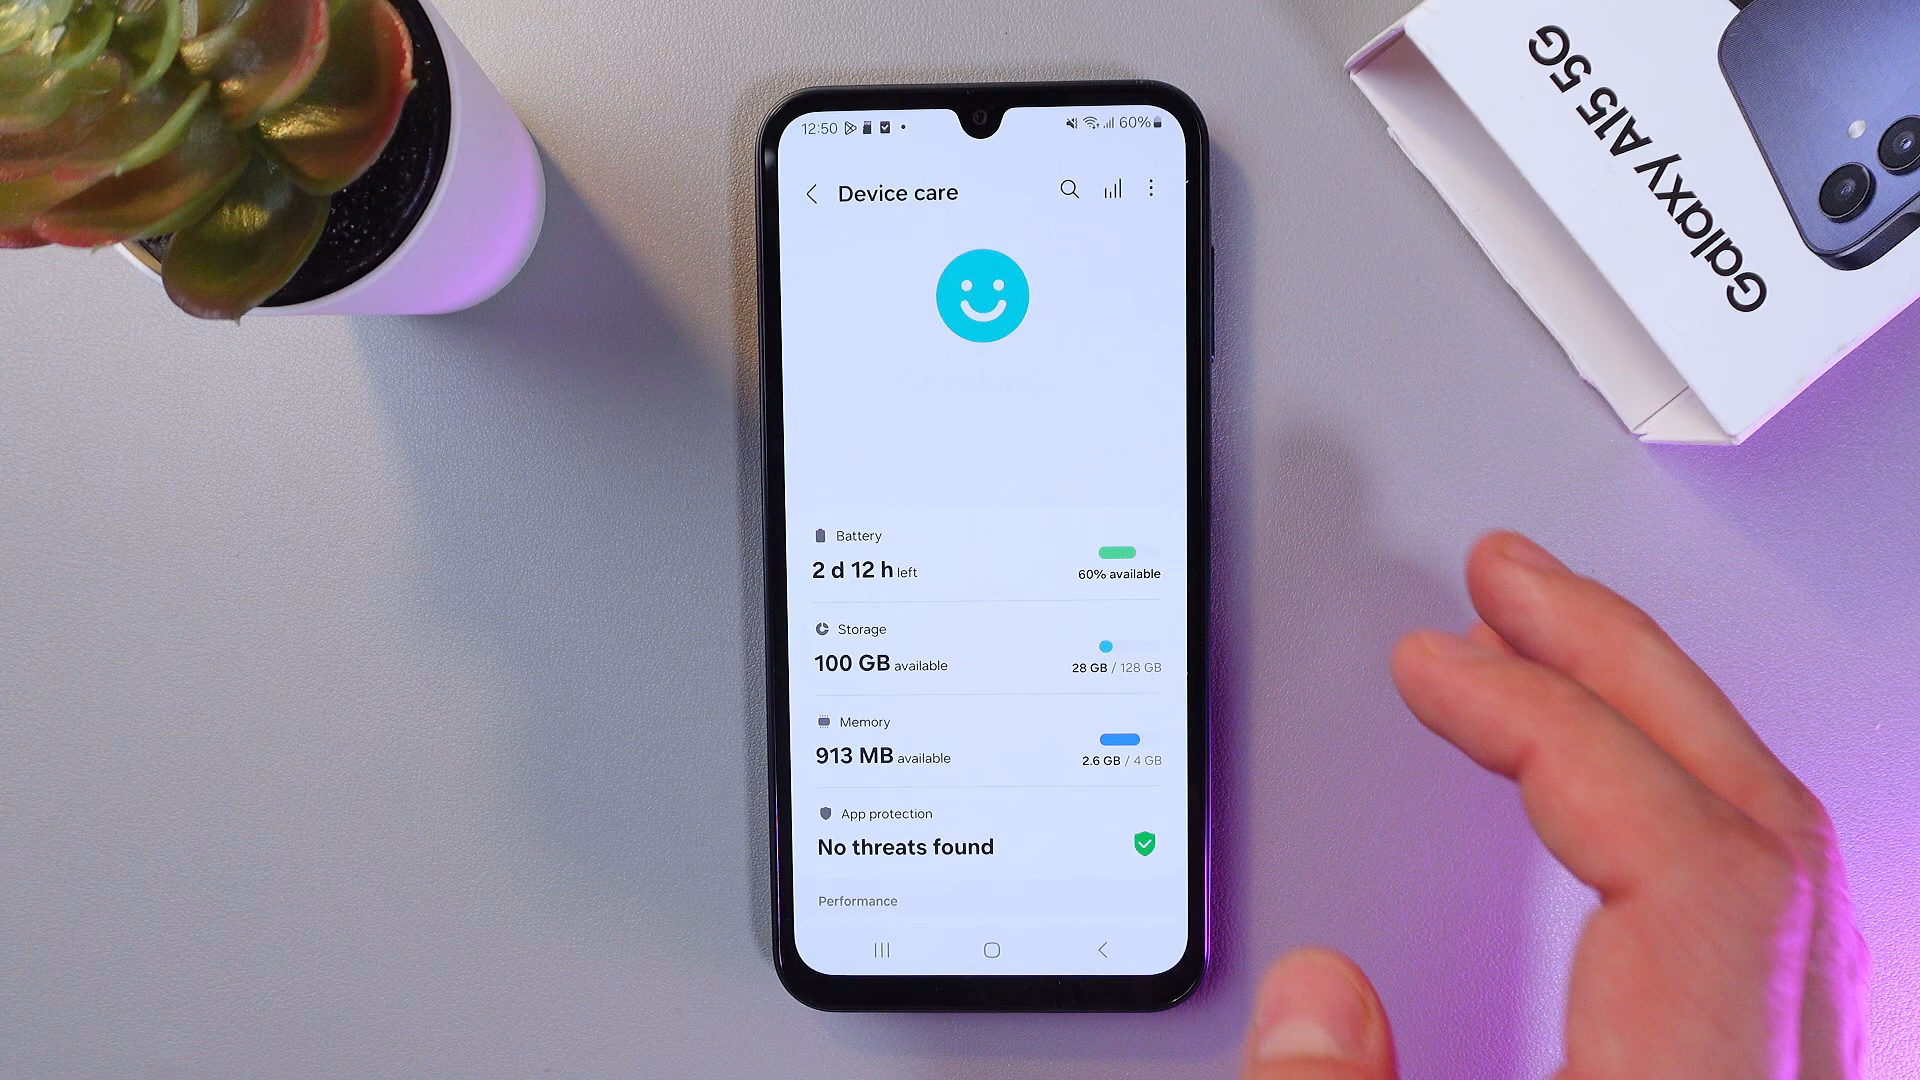 12:50
60%
Device care
Battery
2 d 12 h left
60% available
Storage
100 GB available
28 GB / 128 GB
Memory
913 MB available
2.6 GB / 4 GB
App protection
No threats found
Performance
Galaxy A15 5G